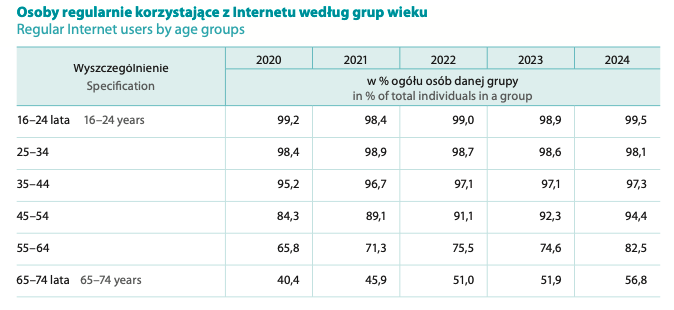 Osoby regularnie korzystające z Internetu według grup wieku
Regular Internet users by age groups
Wyszczególnienie
Specification
2020 2021 2022 2023 2024
w % ogółu osób danej grupy
in % of total individuals in a group
16–24 lata 16–24 years 99,2 98,4 99,0 98,9 99,5
25–34 98,4 98,9 98,7 98,6 98,1
35–44 95,2 96,7 97,1 97,1 97,3
45–54 84,3 89,1 91,1 92,3 94,4
55–64 65,8 71,3 75,5 74,6 82,5
65–74 lata 65–74 years 40,4 45,9 51,0 51,9 56,8